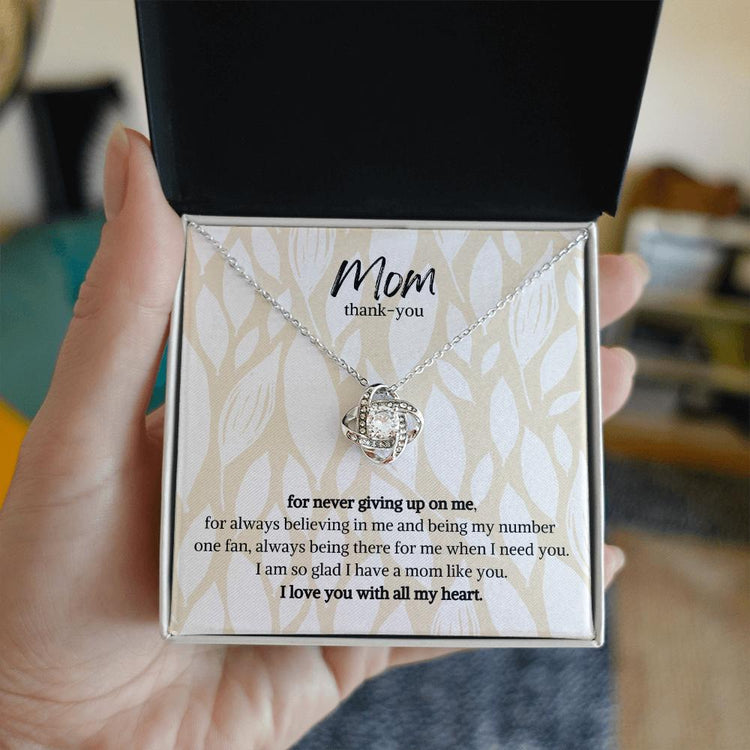 Mom
thank-you
for never giving up on me,
for always believing in me and being my number
one fan, always being there for me when I need you.
I am so glad I have a mom like you.
I love you with all my heart.